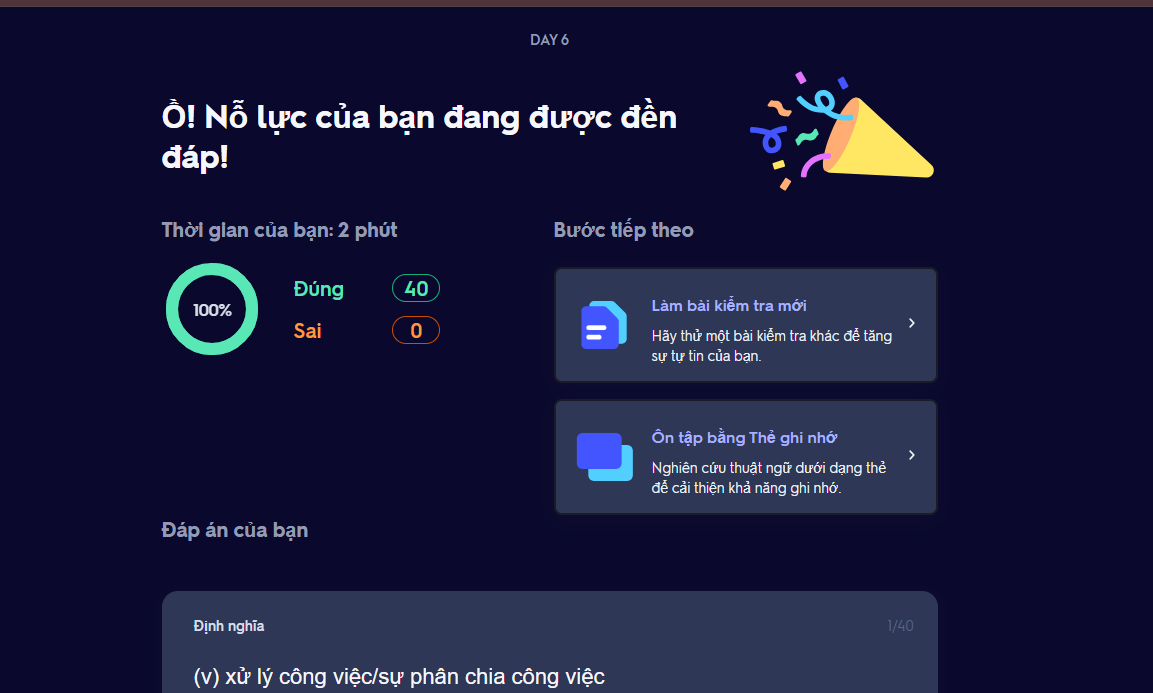 DAY 6
Ồ! Nỗ lực của bạn đang được đền
đáp!
Thời gian của bạn: 2 phút
100%
Đúng 40
Sai 0
Bước tiếp theo
Làm bài kiểm tra mới
Hãy thử một bài kiểm tra khác để tăng
sự tự tin của bạn.
Ôn tập bằng Thẻ ghi nhớ
Nghiên cứu thuật ngữ dưới dạng thẻ
để cải thiện khả năng ghi nhớ.
Đáp án của bạn
Định nghĩa 1/40
(v) xử lý công việc/sự phân chia công việc